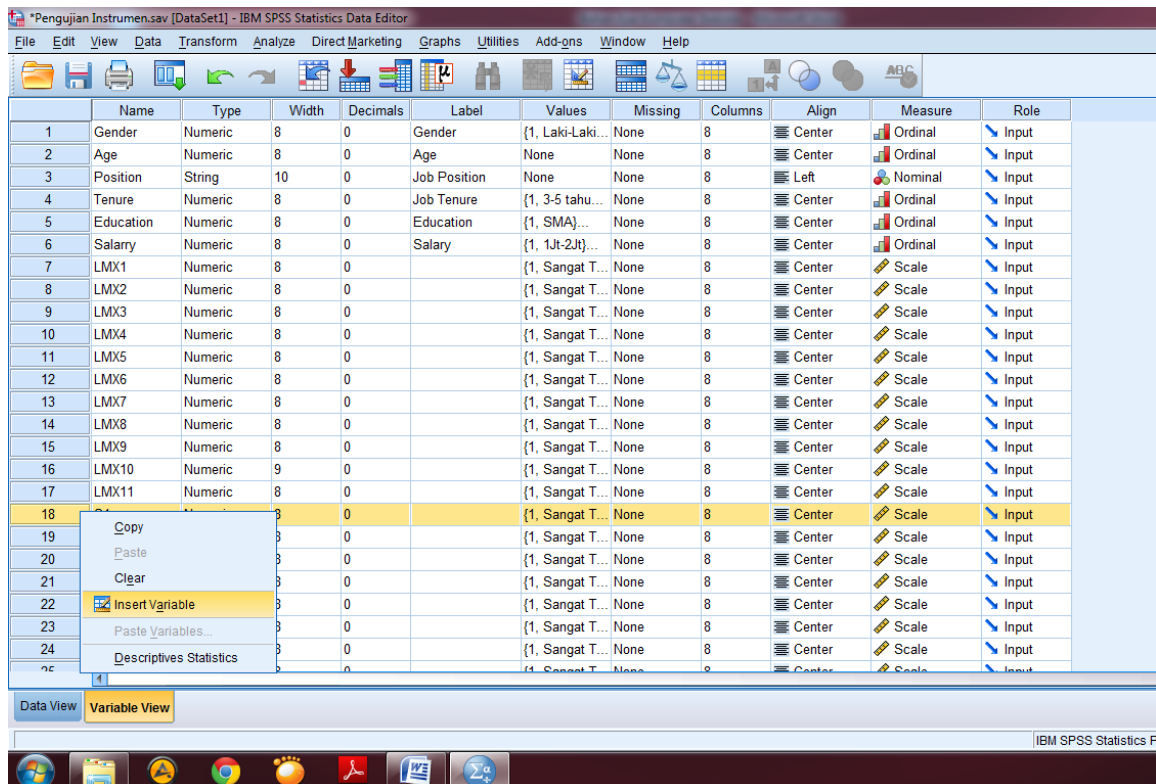 *Pengujian Instrumen.sav [DataSet1] - IBM SPSS Statistics Data Editor
File Edit View Data Transform Analyze Direct Marketing Graphs Utilities Add-ons Window Help
Name Type Width Decimals Label Values Missing Columns Align Measure Role
1 Gender Numeric 8 0 Gender {1, Laki-Laki... None 8 Center Ordinal Input
2 Age Numeric 8 0 Age None None 8 Center Ordinal Input
3 Position String 10 0 Job Position None None 8 Left Nominal Input
4 Tenure Numeric 8 0 Job Tenure {1, 3-5 tahu... None 8 Center Ordinal Input
5 Education Numeric 8 0 Education {1, SMA}... None 8 Center Ordinal Input
6 Salarry Numeric 8 0 Salary {1, 1Jt-2Jt}... None 8 Center Ordinal Input
7 LMX1 Numeric 8 0 {1, Sangat T... None 8 Center Scale Input
8 LMX2 Numeric 8 0 {1, Sangat T... None 8 Center Scale Input
9 LMX3 Numeric 8 0 {1, Sangat T... None 8 Center Scale Input
10 LMX4 Numeric 8 0 {1, Sangat T... None 8 Center Scale Input
11 LMX5 Numeric 8 0 {1, Sangat T... None 8 Center Scale Input
12 LMX6 Numeric 8 0 {1, Sangat T... None 8 Center Scale Input
13 LMX7 Numeric 8 0 {1, Sangat T... None 8 Center Scale Input
14 LMX8 Numeric 8 0 {1, Sangat T... None 8 Center Scale Input
15 LMX9 Numeric 8 0 {1, Sangat T... None 8 Center Scale Input
16 LMX10 Numeric 9 0 {1, Sangat T... None 8 Center Scale Input
17 LMX11 Numeric 8 0 {1, Sangat T... None 8 Center Scale Input
18 8 0 {1, Sangat T... None 8 Center Scale Input
19 8 0 {1, Sangat T... None 8 Center Scale Input
20 8 0 {1, Sangat T... None 8 Center Scale Input
21 8 0 {1, Sangat T... None 8 Center Scale Input
22 8 0 {1, Sangat T... None 8 Center Scale Input
23 8 0 {1, Sangat T... None 8 Center Scale Input
24 8 0 {1, Sangat T... None 8 Center Scale Input
Copy
Paste
Clear
Insert Variable
Paste Variables...
Descriptives Statistics
Data View Variable View
IBM SPSS Statistics P